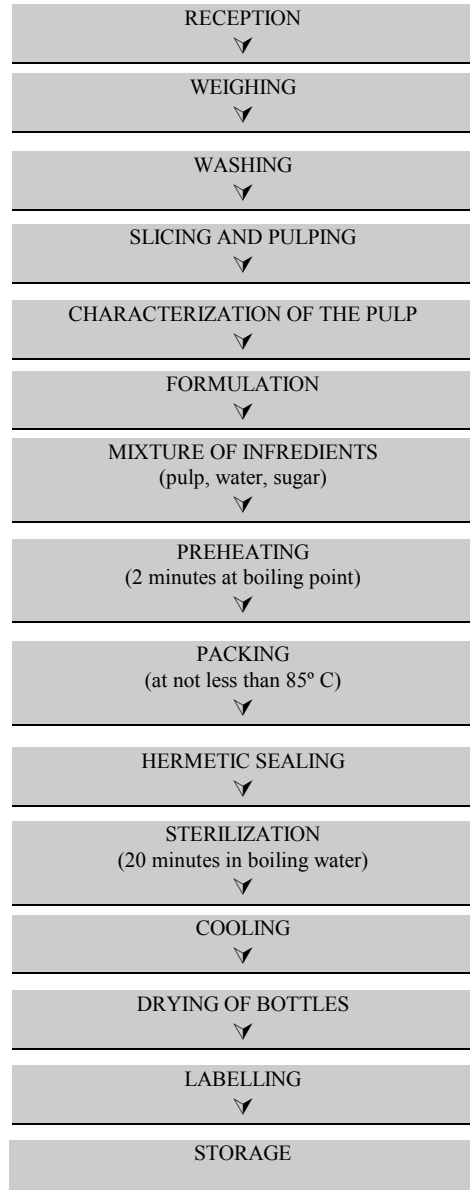 RECEPTION
WEIGHING
WASHING
SLICING AND PULPING
CHARACTERIZATION OF THE PULP
FORMULATION
MIXTURE OF INFREDIENTS
(pulp, water, sugar)
PREHEATING
(2 minutes at boiling point)
PACKING
(at not less than 85º C)
HERMETIC SEALING
STERILIZATION
(20 minutes in boiling water)
COOLING
DRYING OF BOTTLES
LABELLING
STORAGE